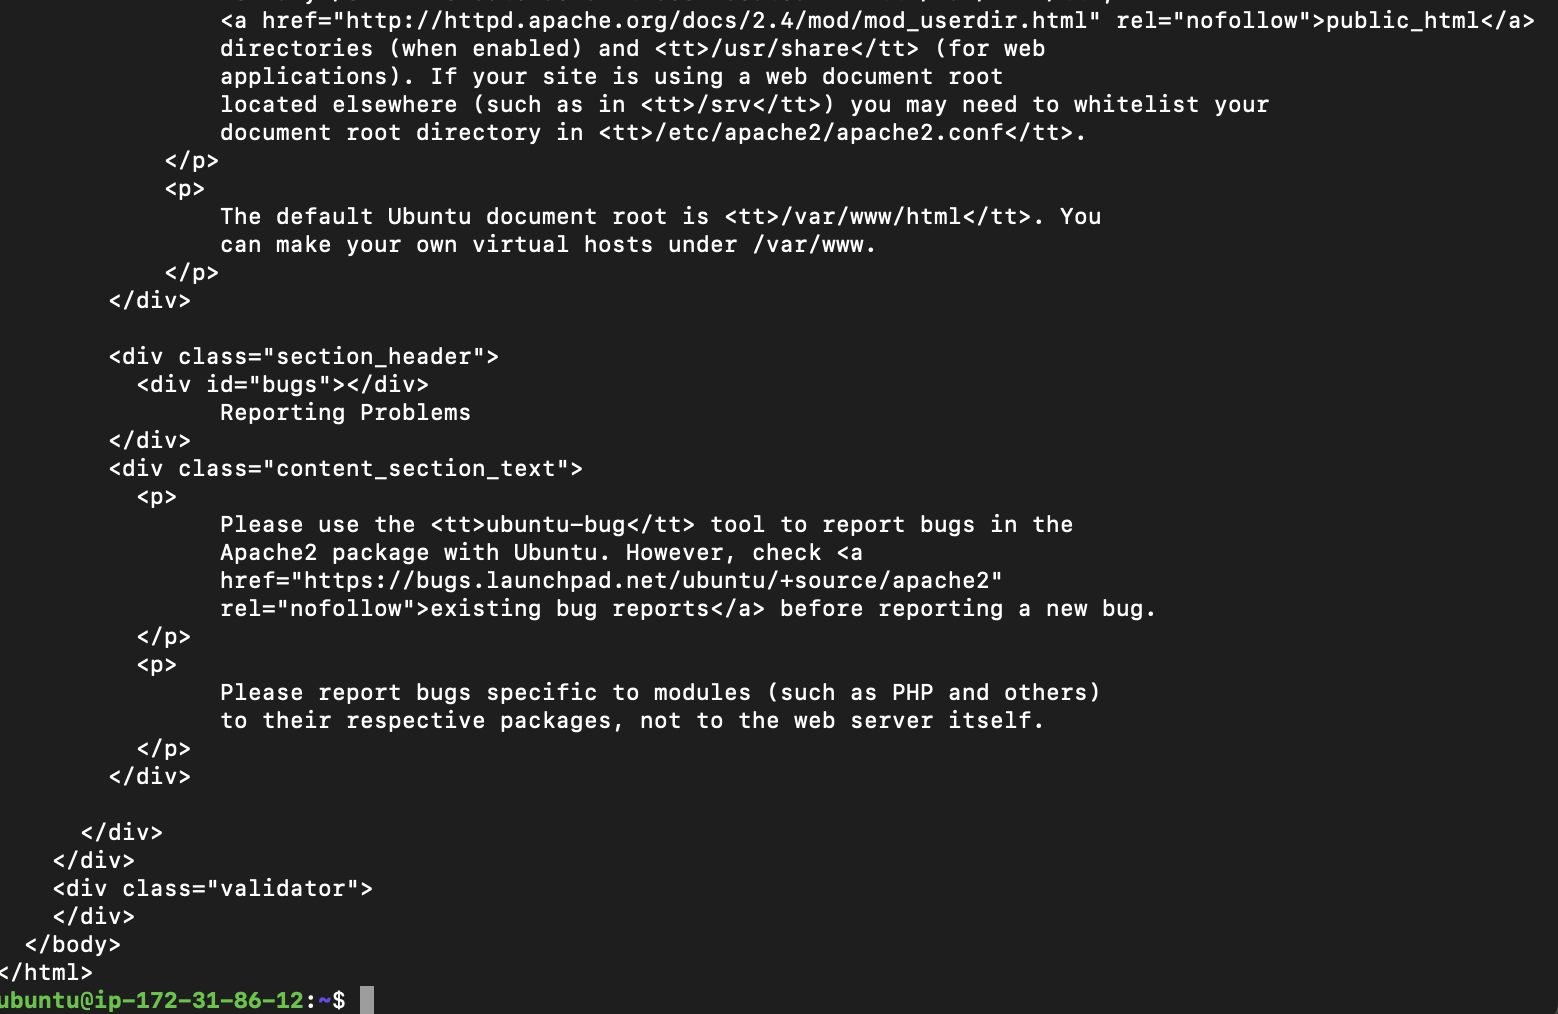 <a href="http://httpd.apache.org/docs/2.4/mod/mod_userdir.html" rel="nofollow">public_html</a>
directories (when enabled) and <tt>/usr/share</tt> (for web
applications). If your site is using a web document root
located elsewhere (such as in <tt>/srv</tt>) you may need to whitelist your
document root directory in <tt>/etc/apache2/apache2.conf</tt>.
</p>
<p>
The default Ubuntu document root is <tt>/var/www/html</tt>. You
can make your own virtual hosts under /var/www.
</p>
</div>
<div class="section_header">
<div id="bugs"></div>
Reporting Problems
</div>
<div class="content_section_text">
<p>
Please use the <tt>ubuntu-bug</tt> tool to report bugs in the
Apache2 package with Ubuntu. However, check <a
href="https://bugs.launchpad.net/ubuntu/+source/apache2"
rel="nofollow">existing bug reports</a> before reporting a new bug.
</p>
<p>
Please report bugs specific to modules (such as PHP and others)
to their respective packages, not to the web server itself.
</p>
</div>
</div>
</div>
<div class="validator">
</div>
</body>
</html>
ubuntu@ip-172-31-86-12:~$